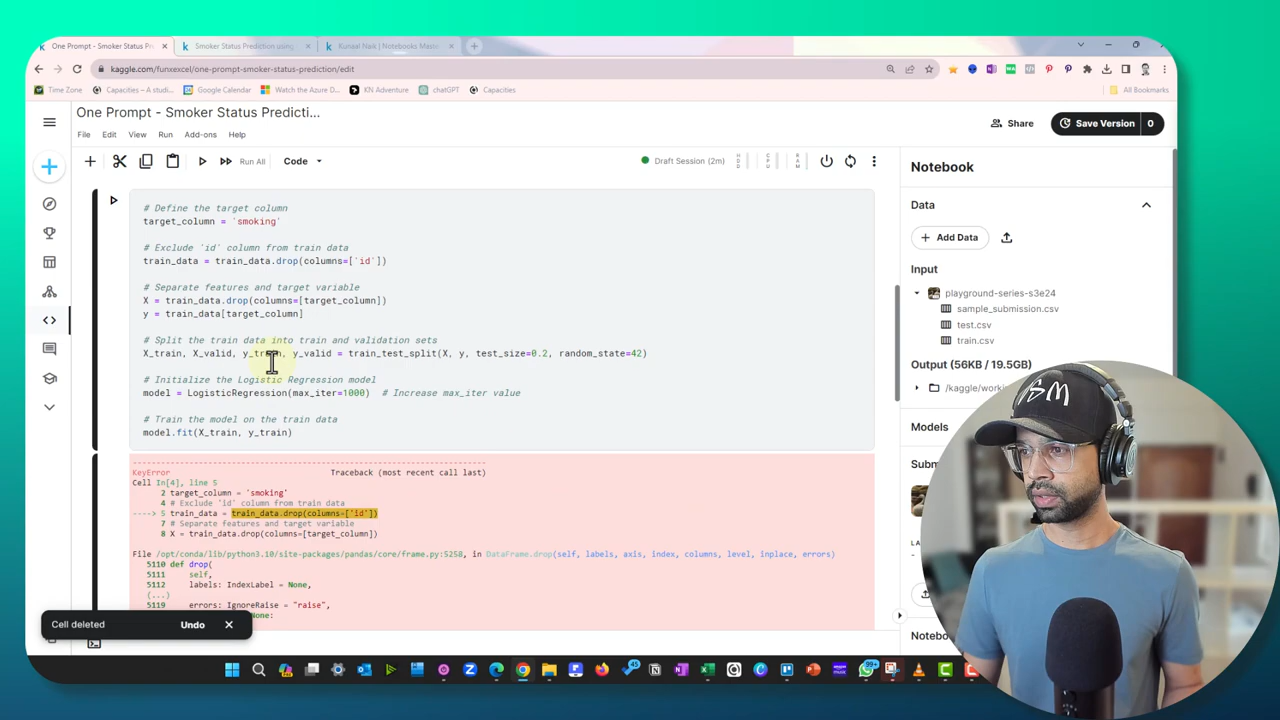 One Prompt - Smoker Status Pre
Smoker Status Prediction using
Kunaal Naik | Notebooks Maste
kaggle.com/funxexcel/one-prompt-smoker-status-prediction/edit
Time Zone
Capacities – A studi...
Google Calendar
Watch the Azure D...
KN Adventure
chatGPT
Capacities
All Bookmarks
One Prompt - Smoker Status Predicti...
File Edit View Run Add-ons Help
Share
Save Version 0
Run All
Code
Draft Session (2m)
HDD
CPU
RAM
# Define the target column
target_column = 'smoking'
# Exclude 'id' column from train data
train_data = train_data.drop(columns=['id'])
# Separate features and target variable
X = train_data.drop(columns=[target_column])
y = train_data[target_column]
# Split the train data into train and validation sets
X_train, X_valid, y_train, y_valid = train_test_split(X, y, test_size=0.2, random_state=42)
# Initialize the Logistic Regression model
model = LogisticRegression(max_iter=1000) # Increase max_iter value
# Train the model on the train data
model.fit(X_train, y_train)
KeyError Traceback (most recent call last)
Cell In[4], line 5
2 target_column = 'smoking'
4 # Exclude 'id' column from train data
----> 5 train_data = train_data.drop(columns=['id'])
7 # Separate features and target variable
8 X = train_data.drop(columns=[target_column])
File /opt/conda/lib/python3.10/site-packages/pandas/core/frame.py:5258, in DataFrame.drop(self, labels, axis, index, columns, level, inplace, errors)
5110 def drop(
5111 self,
5112 labels: IndexLabel = None,
(...)
5119 errors: IgnoreRaise = "raise",
None:
Cell deleted
Undo
Notebook
Data
Add Data
Input
playground-series-s3e24
sample_submission.csv
test.csv
train.csv
Output (56KB / 19.5GB)
/kaggle/worki
Models
Subm
Notebo
99+
45